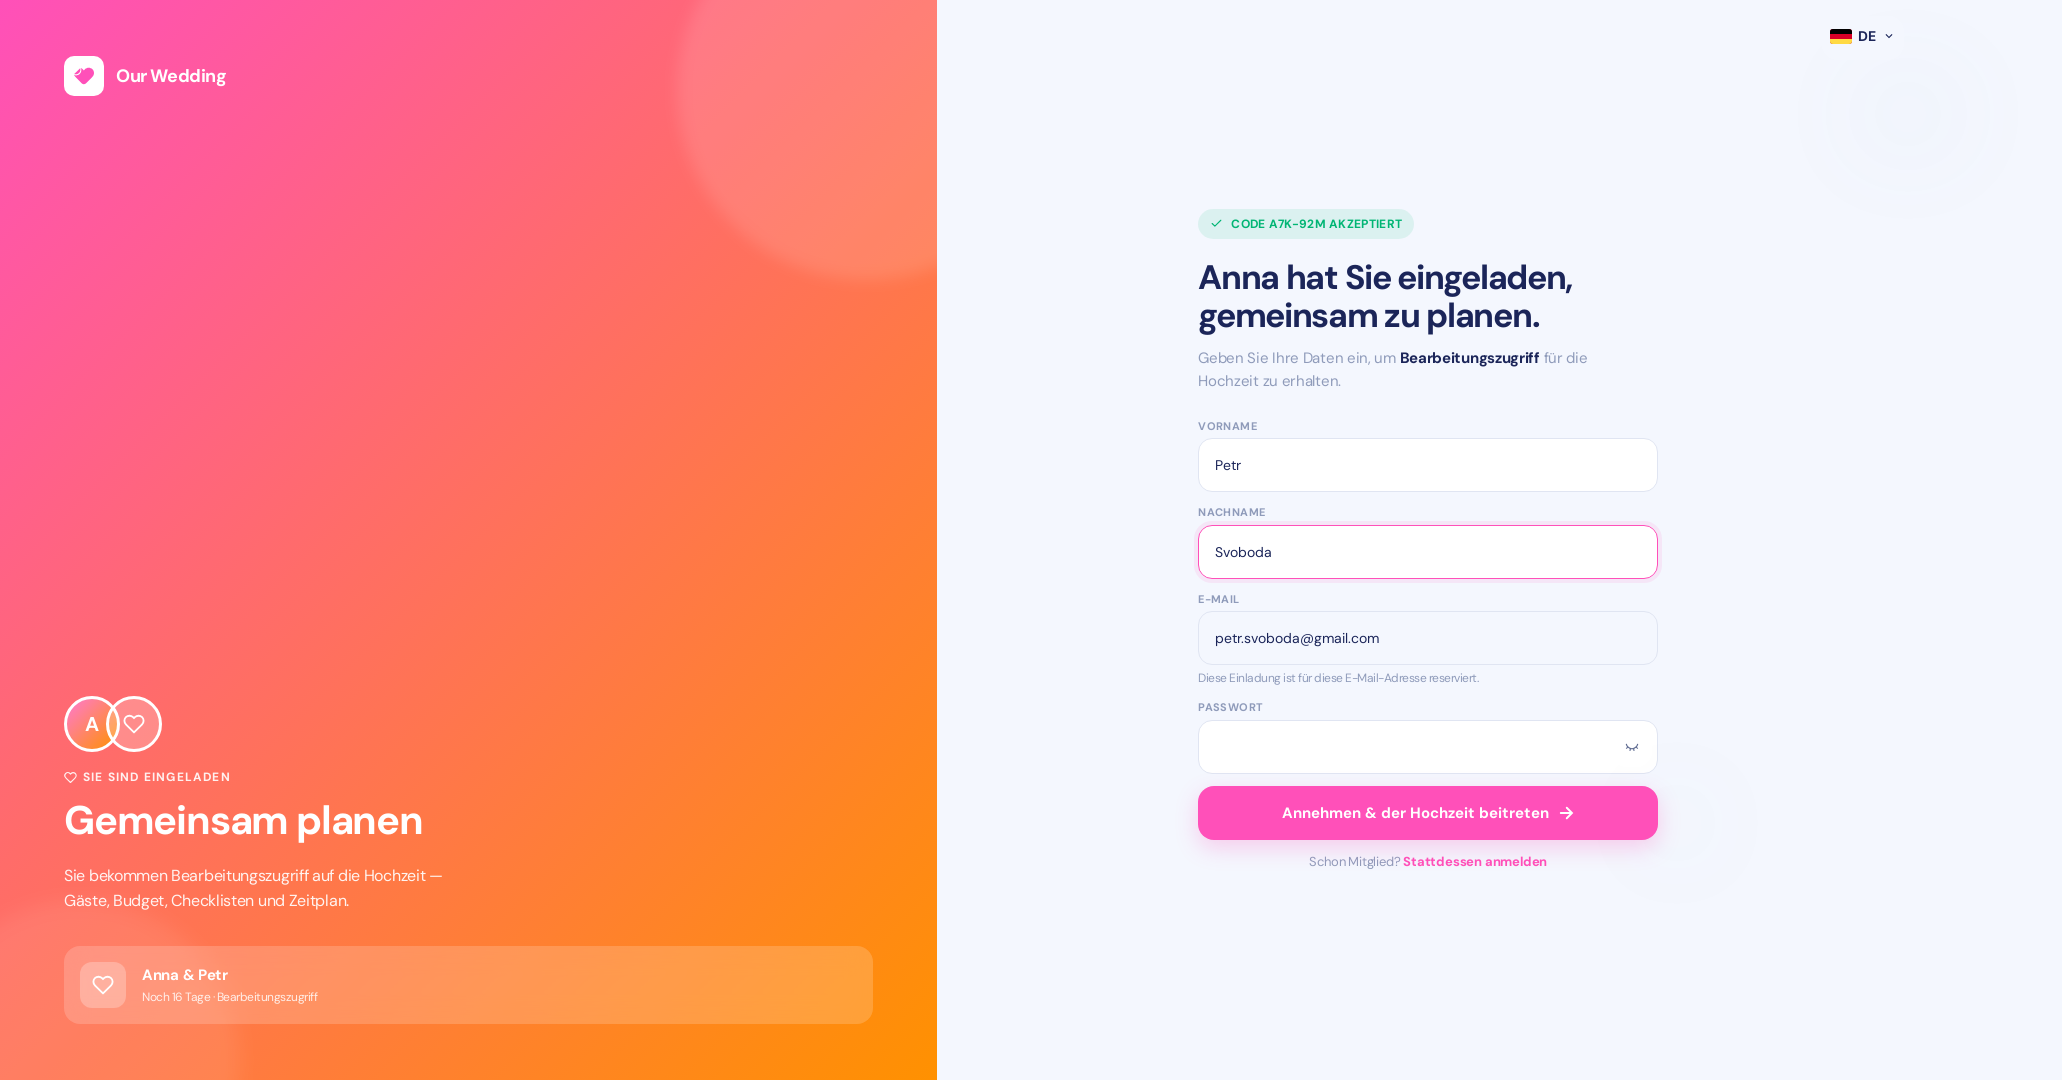 Our Wedding
DE
CODE A7K-92M AKZEPTIERT
Anna hat Sie eingeladen,
gemeinsam zu planen.
Geben Sie Ihre Daten ein, um Bearbeitungszugriff für die
Hochzeit zu erhalten.
VORNAME
Petr
NACHNAME
Svoboda
E-MAIL
petr.svoboda@gmail.com
Diese Einladung ist für diese E-Mail-Adresse reserviert.
PASSWORT
Annehmen & der Hochzeit beitreten
Schon Mitglied? Stattdessen anmelden
A
SIE SIND EINGELADEN
Gemeinsam planen
Sie bekommen Bearbeitungszugriff auf die Hochzeit —
Gäste, Budget, Checklisten und Zeitplan.
Anna & Petr
Noch 16 Tage · Bearbeitungszugriff